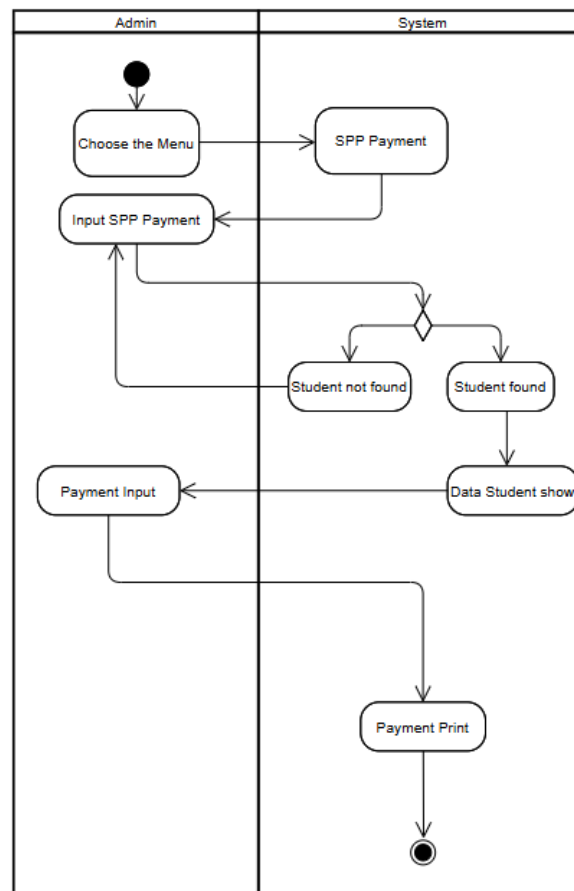 Admin
System
Choose the Menu
SPP Payment
Input SPP Payment
Student not found
Student found
Payment Input
Data Student show
Payment Print